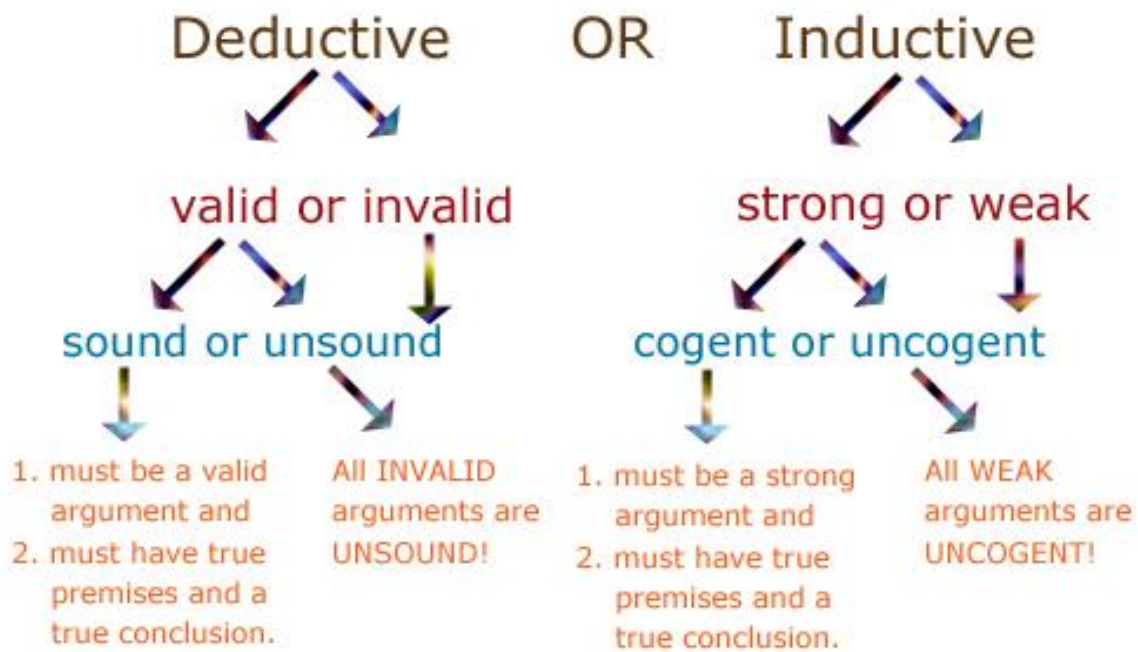 Deductive OR Inductive
valid or invalid
strong or weak
sound or unsound
cogent or uncogent
1. must be a valid
argument and
2. must have true
premises and a
true conclusion.
All INVALID
arguments are
UNSOUND!
1. must be a strong
argument and
2. must have true
premises and a
true conclusion.
All WEAK
arguments are
UNCOGENT!